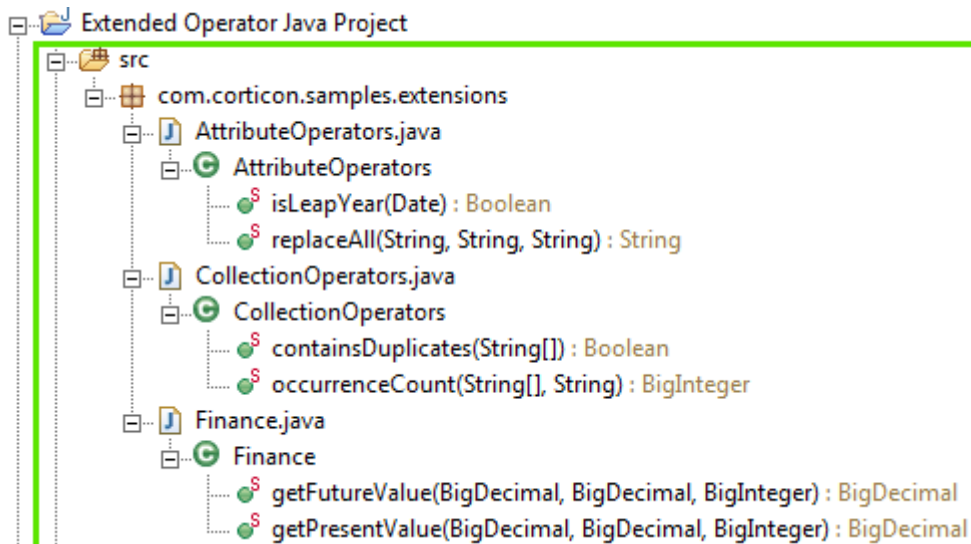 Extended Operator Java Project
src
com.corticon.samples.extensions
J AttributeOperators.java
C AttributeOperators
S isLeapYear(Date) : Boolean
S replaceAll(String, String, String) : String
J CollectionOperators.java
C CollectionOperators
S containsDuplicates(String[]) : Boolean
S occurrenceCount(String[], String) : BigInteger
J Finance.java
C Finance
S getFutureValue(BigDecimal, BigDecimal, BigInteger) : BigDecimal
S getPresentValue(BigDecimal, BigDecimal, BigInteger) : BigDecimal